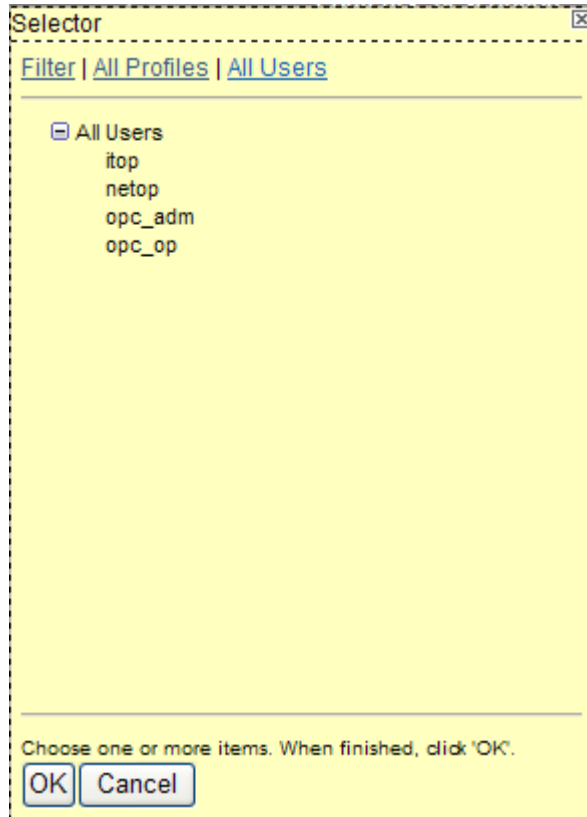 Selector
Filter | All Profiles | All Users
All Users
itop
netop
opc_adm
opc_op
Choose one or more items. When finished, click 'OK'.
OK Cancel